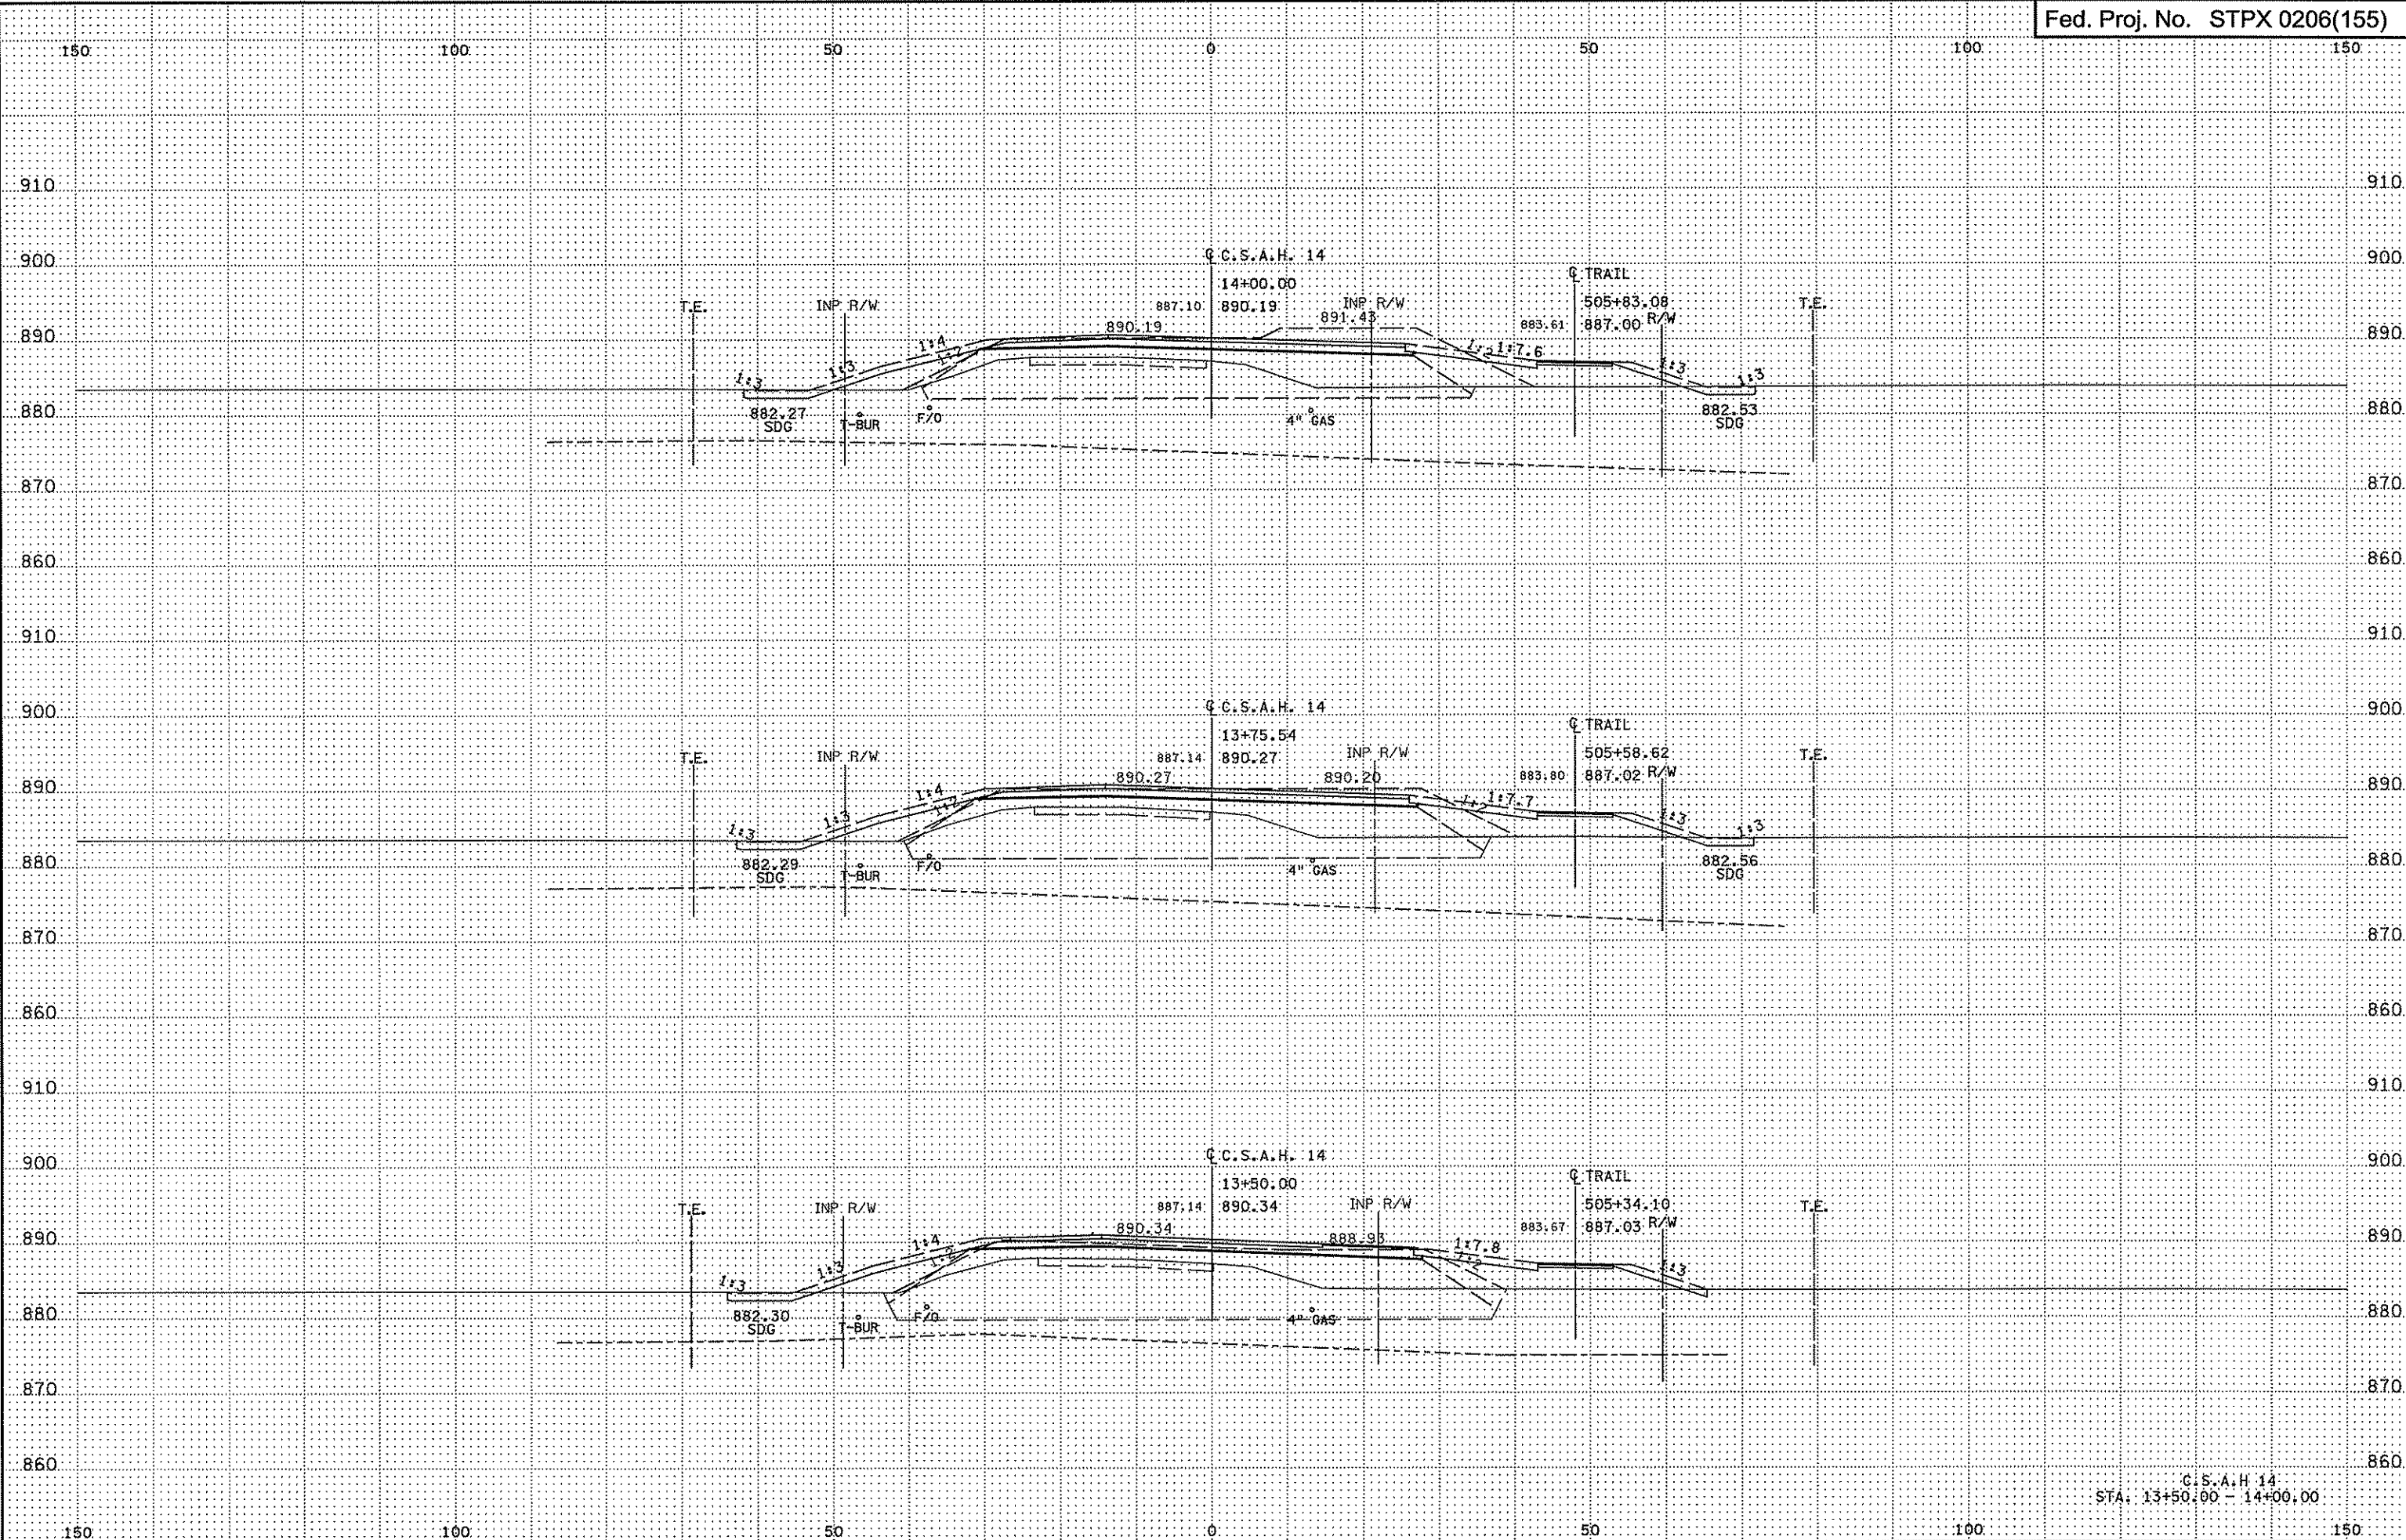 Fed. Proj. No. STPX 0206(155)
150 100 50 0 50 100 150
910 910
900 900
℄ C.S.A.H. 14
℄ TRAIL
14+00.00
T.E. INP R/W 887.10 890.19 INP R/W 505+83.08 T.E.
891.43 883.61 887.00 R/W
890 890.19 890
1:3 1:3 1:4 1:2 1:2 1:7.6 1:3 1:3
880 882.27 F/O 4" GAS 882.53 880
SDG T-BUR SDG
870 870
860 860
910 910
900 ℄ C.S.A.H. 14 900
℄ TRAIL
13+75.54
T.E. INP R/W 887.14 890.27 INP R/W 505+58.62 T.E.
890 890.27 890.20 883.80 887.02 R/W 890
1:3 1:3 1:4 1:2 1:2 1:7.7 1:3 1:3
880 882.29 F/O 4" GAS 882.56 880
SDG T-BUR SDG
870 870
860 860
910 910
900 ℄ C.S.A.H. 14 900
℄ TRAIL
13+50.00
T.E. INP R/W 887.14 890.34 INP R/W 505+34.10 T.E.
890.34 883.67 887.03 R/W
890 888.93 890
1:3 1:3 1:4 1:2 1:2 1:7.8 1:3
880 882.30 F/O 4" GAS 880
SDG T-BUR
870 870
860 860
C.S.A.H 14
STA. 13+50.00 - 14+00.00
150 100 50 0 50 100 150